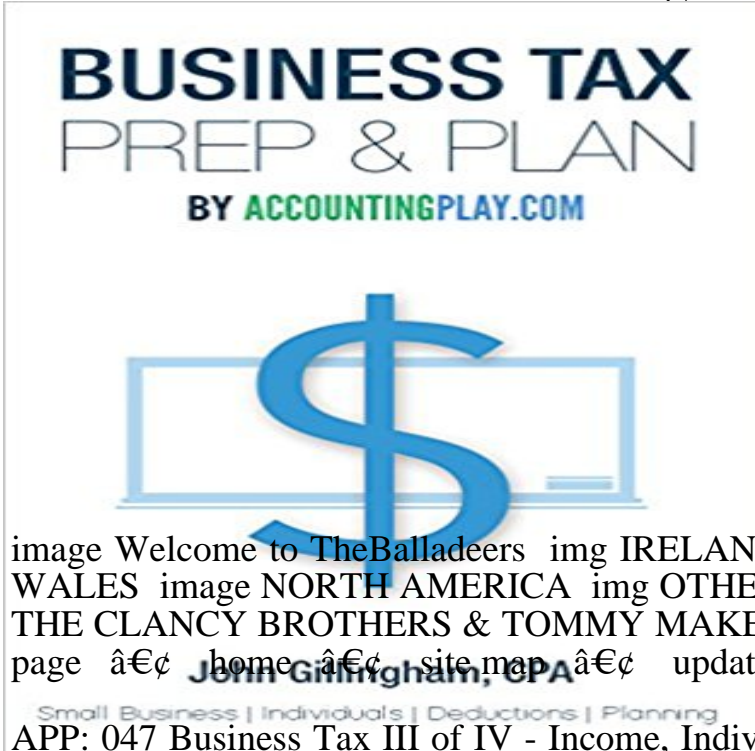 BUSINESS TAX
PREP & PLAN
BY ACCOUNTINGPLAY.COM
image Welcome to TheBalladeers img IRELAN
WALES image NORTH AMERICA img OTHE
THE CLANCY BROTHERS & TOMMY MAKE
page • home • site map • updat
John Gillingham, CPA
Small Business | Individuals | Deductions | Planning
APP: 047 Business Tax III of IV - Income, Indiv